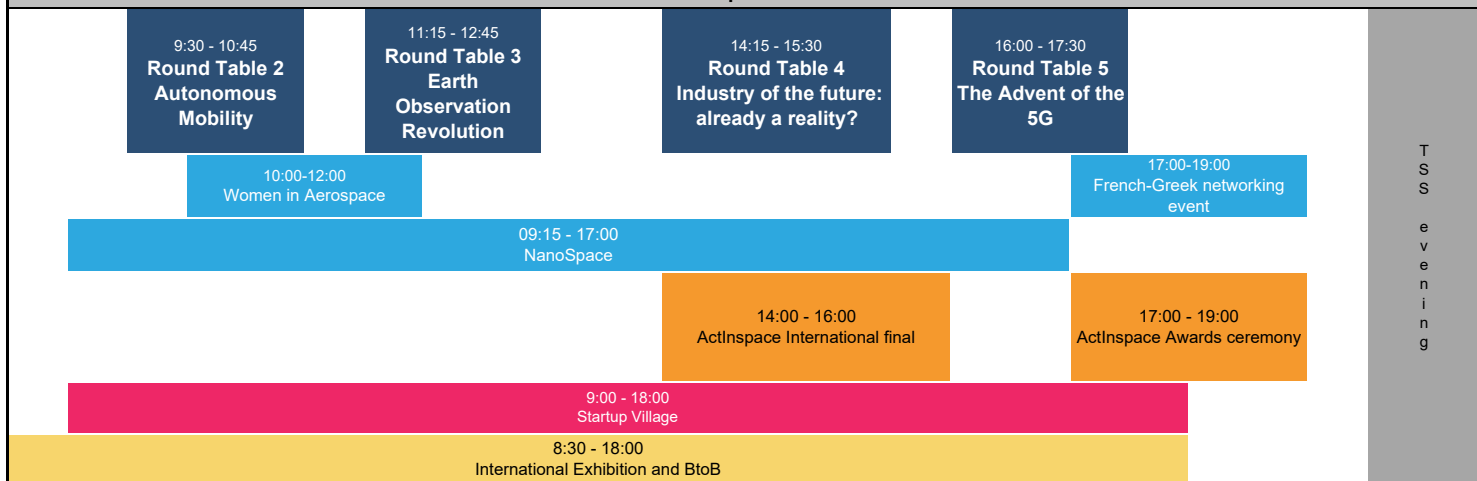 9:30 - 10:45
Round Table 2
Autonomous
Mobility
11:15 - 12:45
Round Table 3
Earth
Observation
Revolution
14:15 - 15:30
Round Table 4
Industry of the future:
already a reality?
16:00 - 17:30
Round Table 5
The Advent of the
5G
10:00-12:00
Women in Aerospace
17:00-19:00
French-Greek networking
event
09:15 - 17:00
NanoSpace
14:00 - 16:00
ActInspace International final
17:00 - 19:00
ActInspace Awards ceremony
9:00 - 18:00
Startup Village
8:30 - 18:00
International Exhibition and BtoB
TSS evening